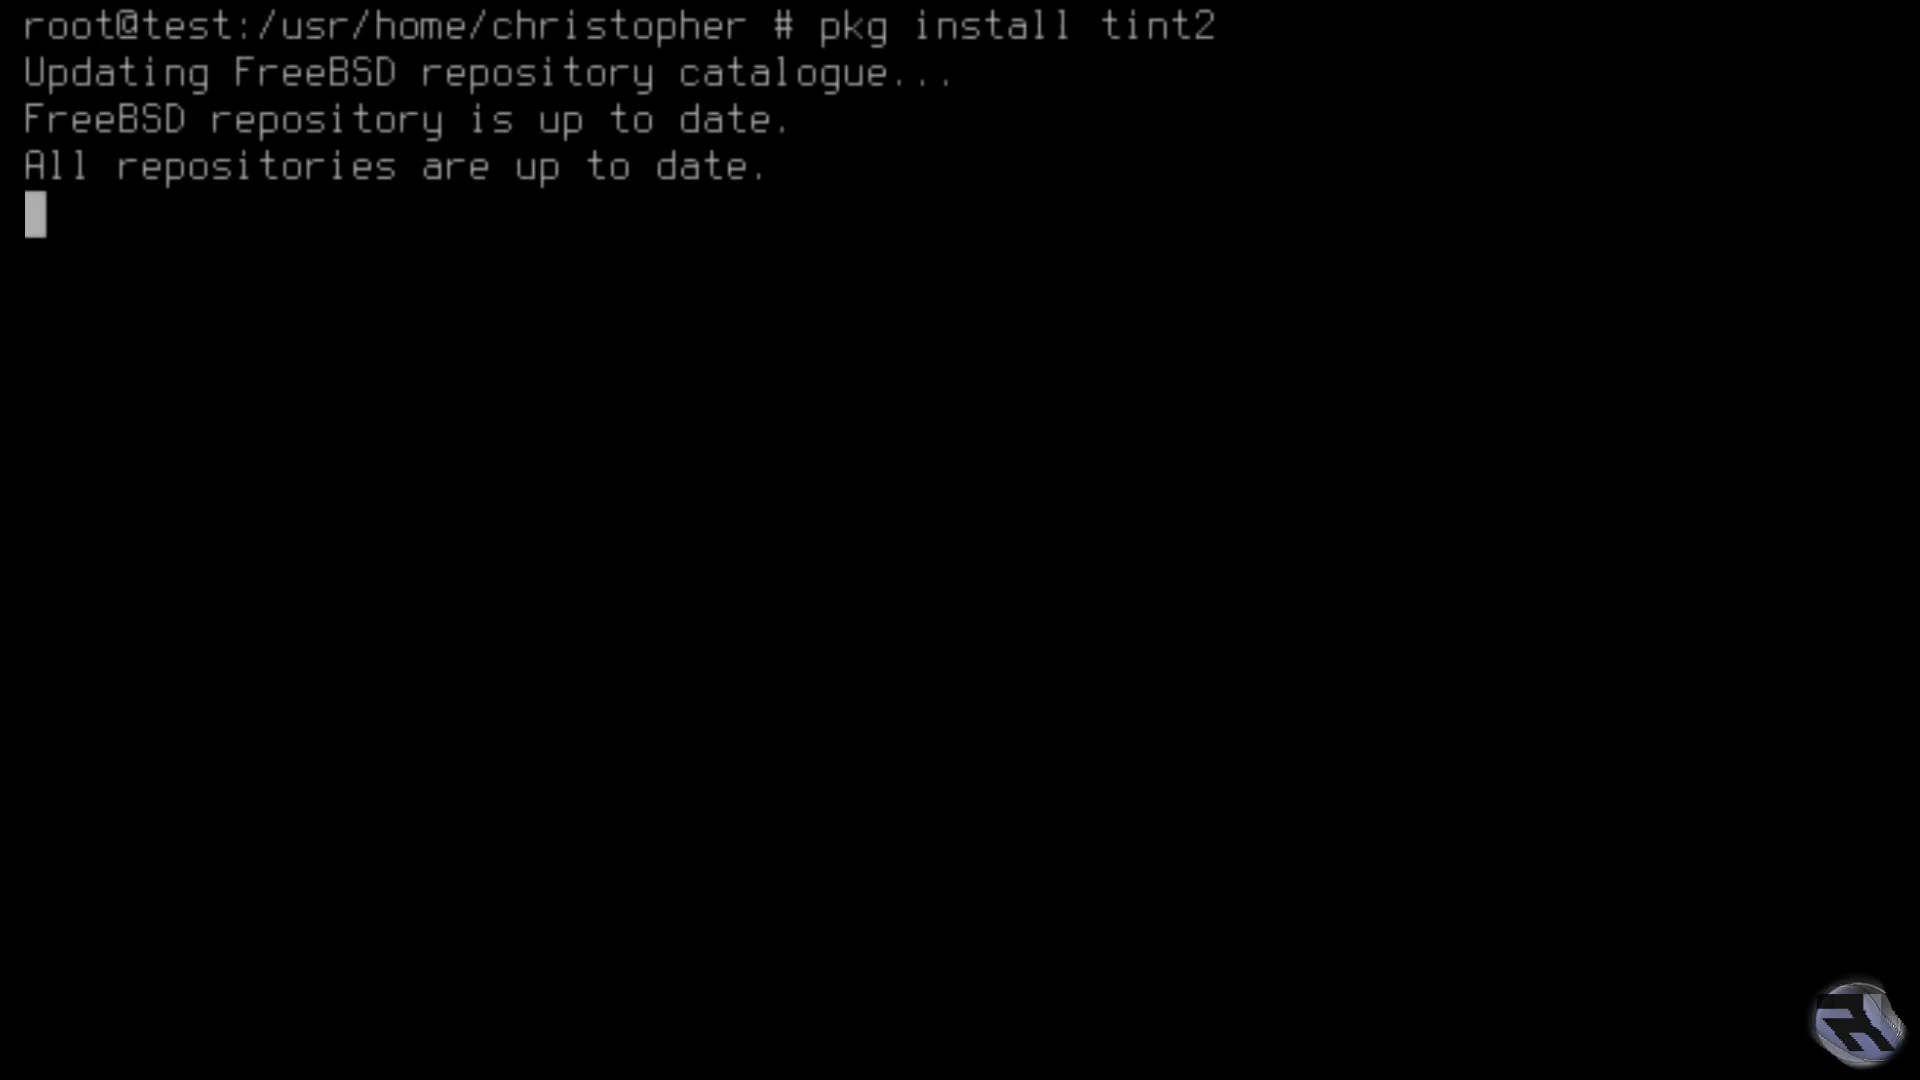 root@test:/usr/home/christopher # pkg install tint2
Updating FreeBSD repository catalogue...
FreeBSD repository is up to date.
All repositories are up to date.